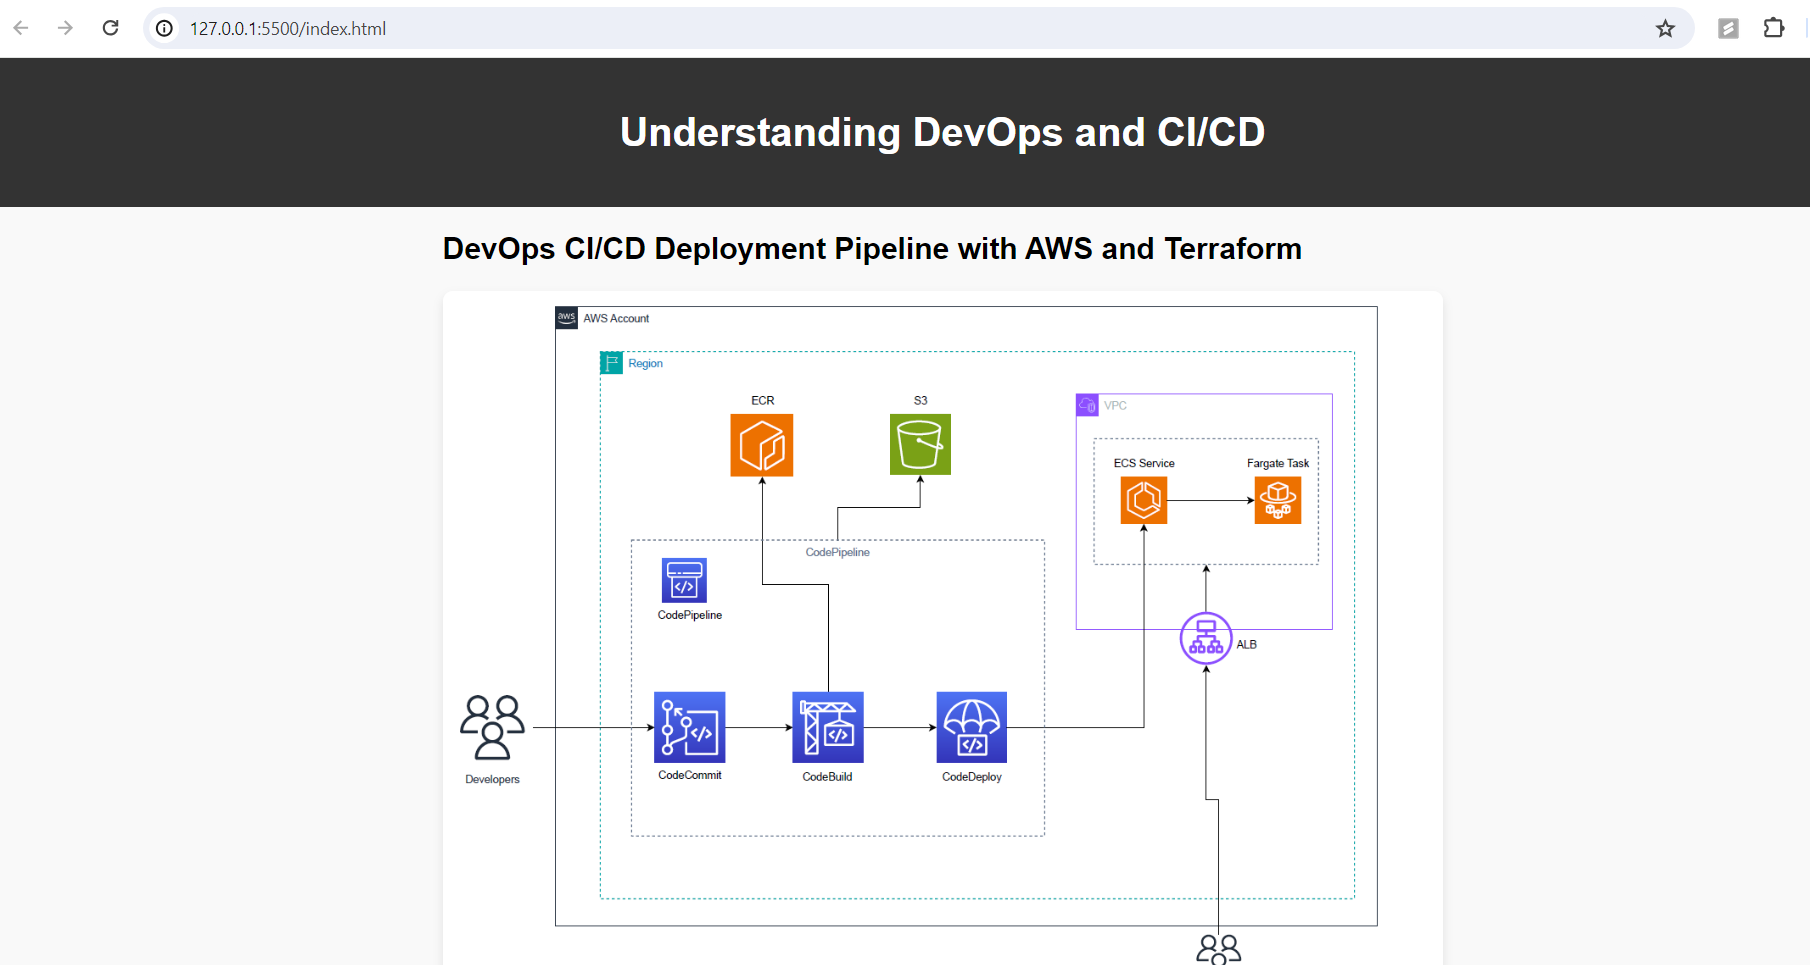 127.0.0.1:5500/index.html
Understanding DevOps and CI/CD
DevOps CI/CD Deployment Pipeline with AWS and Terraform
aws AWS Account
Region
ECR
S3
VPC
ECS Service
Fargate Task
CodePipeline
CodePipeline
ALB
CodeCommit
CodeBuild
CodeDeploy
Developers